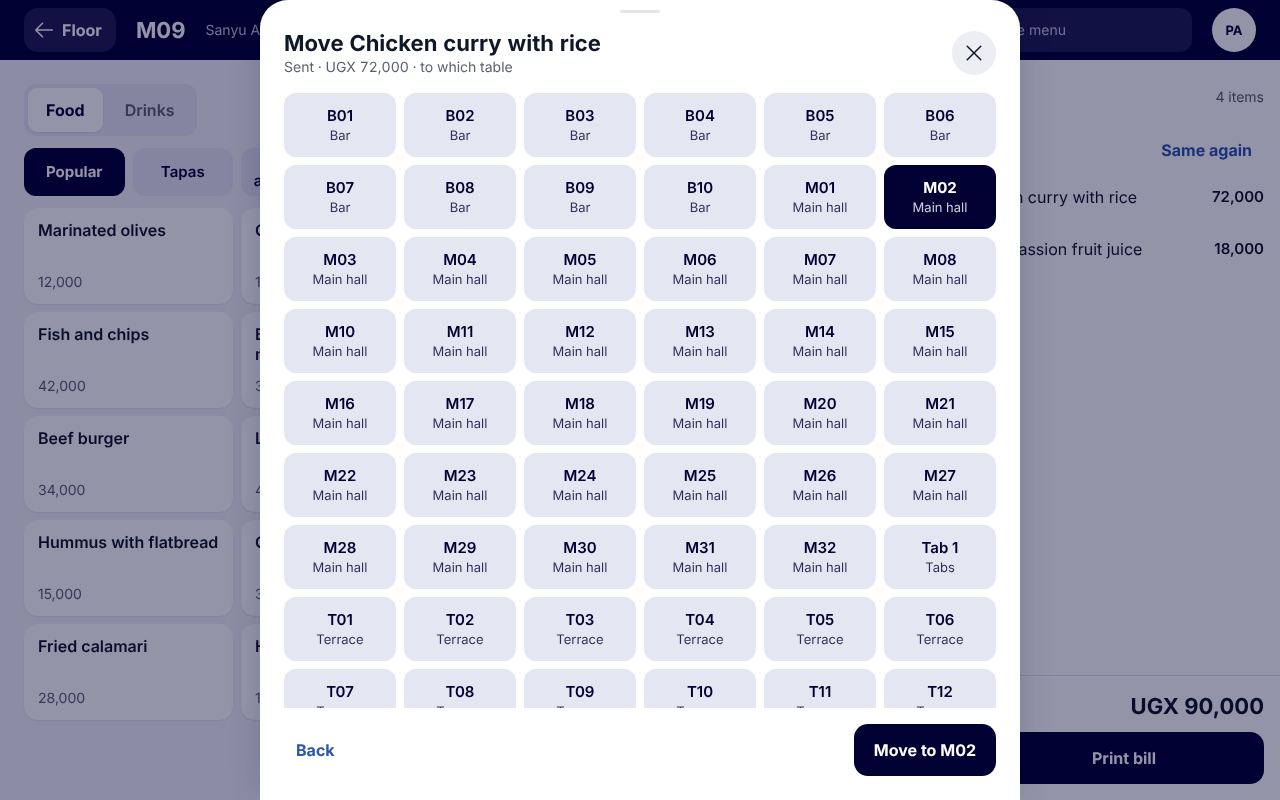 Floor
M09
Sanyu A
e menu
PA
Move Chicken curry with rice
Sent · UGX 72,000 · to which table
Food
Drinks
4 items
Popular
Tapas
a
Same again
Marinated olives
12,000
n curry with rice
72,000
assion fruit juice
18,000
Fish and chips
42,000
Beef burger
34,000
Hummus with flatbread
15,000
Fried calamari
28,000
B01
Bar
B02
Bar
B03
Bar
B04
Bar
B05
Bar
B06
Bar
B07
Bar
B08
Bar
B09
Bar
B10
Bar
M01
Main hall
M02
Main hall
M03
Main hall
M04
Main hall
M05
Main hall
M06
Main hall
M07
Main hall
M08
Main hall
M10
Main hall
M11
Main hall
M12
Main hall
M13
Main hall
M14
Main hall
M15
Main hall
M16
Main hall
M17
Main hall
M18
Main hall
M19
Main hall
M20
Main hall
M21
Main hall
M22
Main hall
M23
Main hall
M24
Main hall
M25
Main hall
M26
Main hall
M27
Main hall
M28
Main hall
M29
Main hall
M30
Main hall
M31
Main hall
M32
Main hall
Tab 1
Tabs
T01
Terrace
T02
Terrace
T03
Terrace
T04
Terrace
T05
Terrace
T06
Terrace
T07
T08
T09
T10
T11
T12
Back
Move to M02
UGX 90,000
Print bill